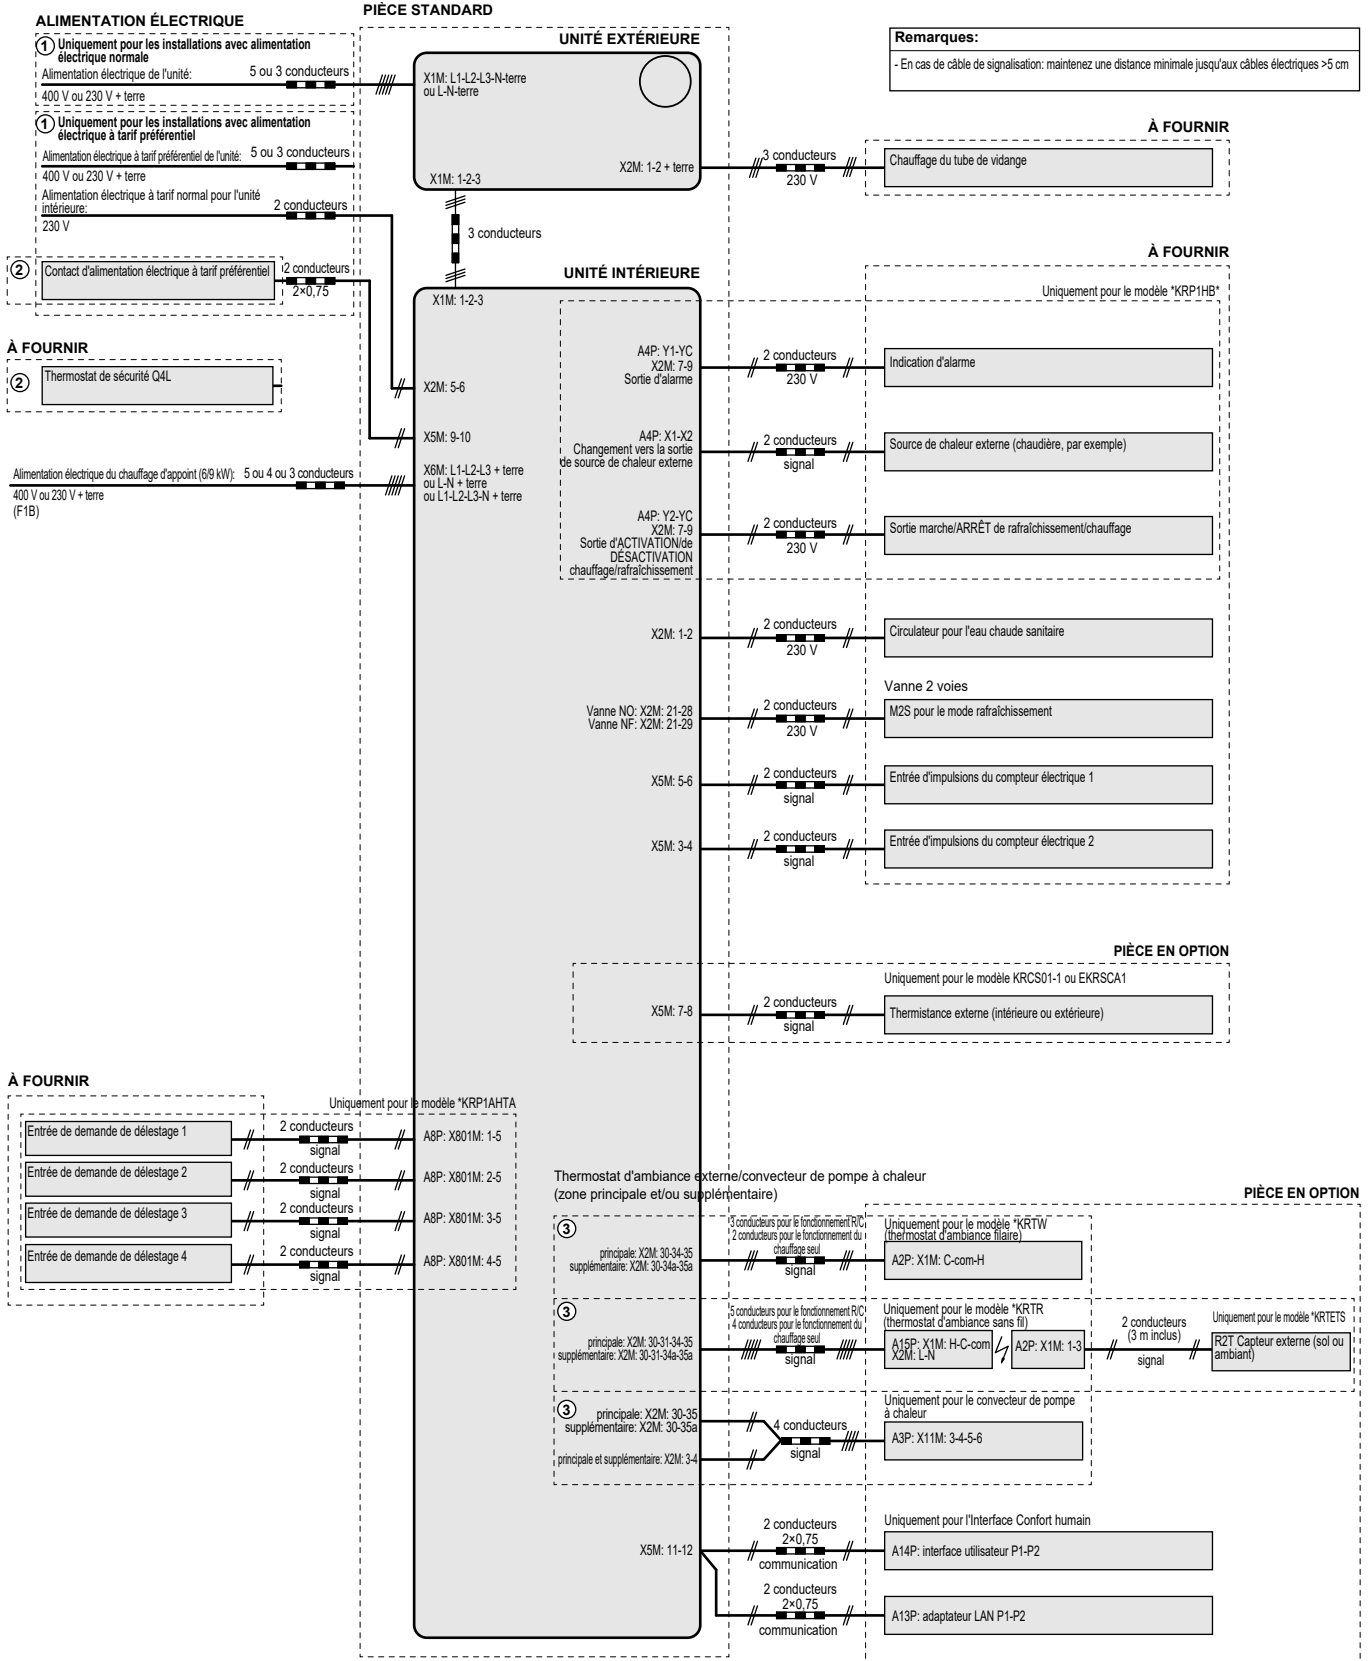 ALIMENTATION ÉLECTRIQUE
① Uniquement pour les installations avec alimentation
électrique normale
Alimentation électrique de l'unité:
5 ou 3 conducteurs
400 V ou 230 V + terre
① Uniquement pour les installations avec alimentation
électrique à tarif préférentiel
Alimentation électrique à tarif préférentiel de l'unité:
5 ou 3 conducteurs
400 V ou 230 V + terre
Alimentation électrique à tarif normal pour l'unité
intérieure:
2 conducteurs
230 V
②
Contact d'alimentation électrique à tarif préférentiel
2 conducteurs
2×0,75
À FOURNIR
②
Thermostat de sécurité Q4L
Alimentation électrique du chauffage d'appoint (6/9 kW):
5 ou 4 ou 3 conducteurs
400 V ou 230 V + terre
(F1B)
PIÈCE STANDARD
UNITÉ EXTÉRIEURE
X1M: L1-L2-L3-N-terre
ou L-N-terre
X2M: 1-2 + terre
X1M: 1-2-3
3 conducteurs
UNITÉ INTÉRIEURE
X1M: 1-2-3
X2M: 5-6
X5M: 9-10
X6M: L1-L2-L3 + terre
ou L-N + terre
ou L1-L2-L3-N + terre
Remarques:
- En cas de câble de signalisation: maintenez une distance minimale jusqu'aux câbles électriques >5 cm
À FOURNIR
3 conducteurs
230 V
Chauffage du tube de vidange
À FOURNIR
Uniquement pour le modèle *KRP1HB*
A4P: Y1-YC
X2M: 7-9
Sortie d'alarme
2 conducteurs
230 V
Indication d'alarme
A4P: X1-X2
Changement vers la sortie
de source de chaleur externe
2 conducteurs
signal
Source de chaleur externe (chaudière, par exemple)
A4P: Y2-YC
X2M: 7-9
Sortie d'ACTIVATION/de
DÉSACTIVATION
chauffage/rafraîchissement
2 conducteurs
230 V
Sortie marche/ARRÊT de rafraîchissement/chauffage
X2M: 1-2
2 conducteurs
230 V
Circulateur pour l'eau chaude sanitaire
Vanne 2 voies
Vanne NO: X2M: 21-28
Vanne NF: X2M: 21-29
2 conducteurs
230 V
M2S pour le mode rafraîchissement
X5M: 5-6
2 conducteurs
signal
Entrée d'impulsions du compteur électrique 1
X5M: 3-4
2 conducteurs
signal
Entrée d'impulsions du compteur électrique 2
PIÈCE EN OPTION
Uniquement pour le modèle KRCS01-1 ou EKRSCA1
X5M: 7-8
2 conducteurs
signal
Thermistance externe (intérieure ou extérieure)
À FOURNIR
Uniquement pour le modèle *KRP1AHTA
Entrée de demande de délestage 1
2 conducteurs
signal
A8P: X801M: 1-5
Entrée de demande de délestage 2
2 conducteurs
signal
A8P: X801M: 2-5
Entrée de demande de délestage 3
2 conducteurs
signal
A8P: X801M: 3-5
Entrée de demande de délestage 4
2 conducteurs
signal
A8P: X801M: 4-5
Thermostat d'ambiance externe/convecteur de pompe à chaleur
(zone principale et/ou supplémentaire)
PIÈCE EN OPTION
③
principale: X2M: 30-34-35
supplémentaire: X2M: 30-34a-35a
3 conducteurs pour le fonctionnement R/C
2 conducteurs pour le fonctionnement du
chauffage seul
signal
Uniquement pour le modèle *KRTW
(thermostat d'ambiance filaire)
A2P: X1M: C-com-H
③
principale: X2M: 30-31-34-35
supplémentaire: X2M: 30-31-34a-35a
5 conducteurs pour le fonctionnement R/C
4 conducteurs pour le fonctionnement du
chauffage seul
signal
Uniquement pour le modèle *KRTR
(thermostat d'ambiance sans fil)
A15P: X1M: H-C-com
X2M: L-N
A2P: X1M: 1-3
2 conducteurs
(3 m inclus)
signal
Uniquement pour le modèle *KRTETS
R2T Capteur externe (sol ou
ambiant)
③
principale: X2M: 30-35
supplémentaire: X2M: 30-35a
principale et supplémentaire: X2M: 3-4
4 conducteurs
signal
Uniquement pour le convecteur de pompe
à chaleur
A3P: X11M: 3-4-5-6
X5M: 11-12
2 conducteurs
2×0,75
communication
Uniquement pour l'Interface Confort humain
A14P: interface utilisateur P1-P2
2 conducteurs
2×0,75
communication
A13P: adaptateur LAN P1-P2